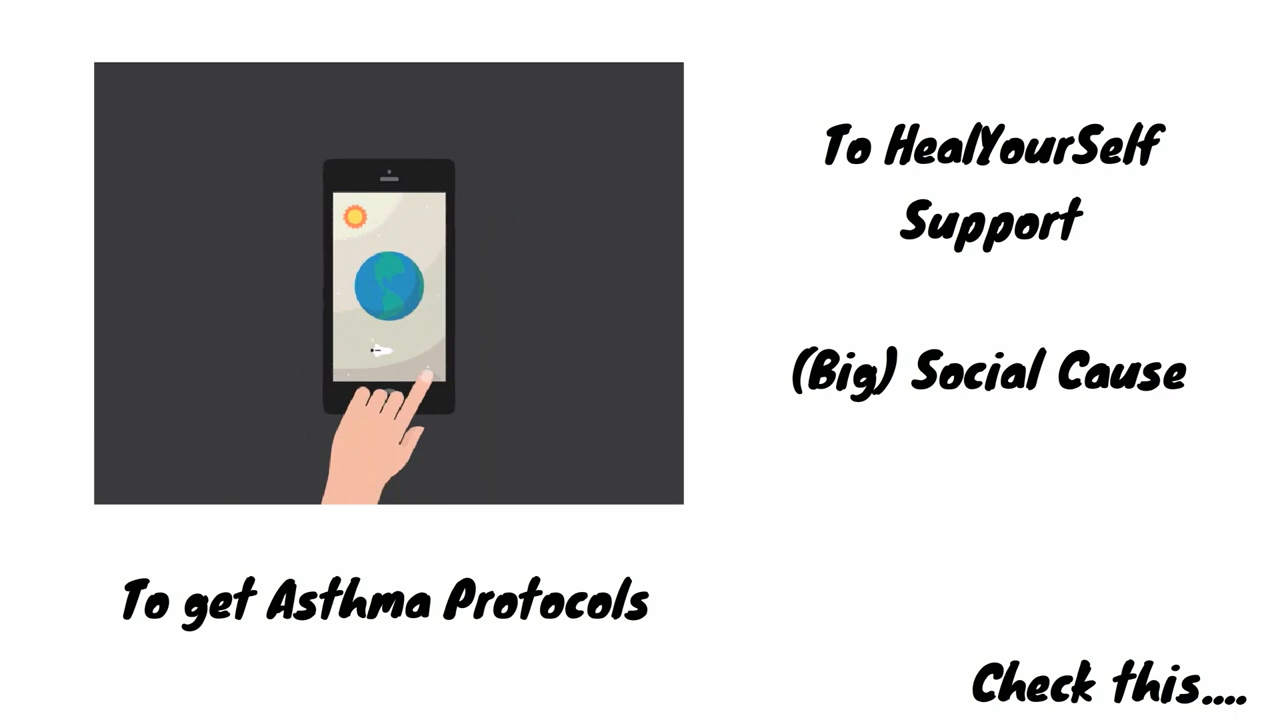 To HealYourSelf
Support
(Big) Social Cause
To get Asthma Protocols
Check this....